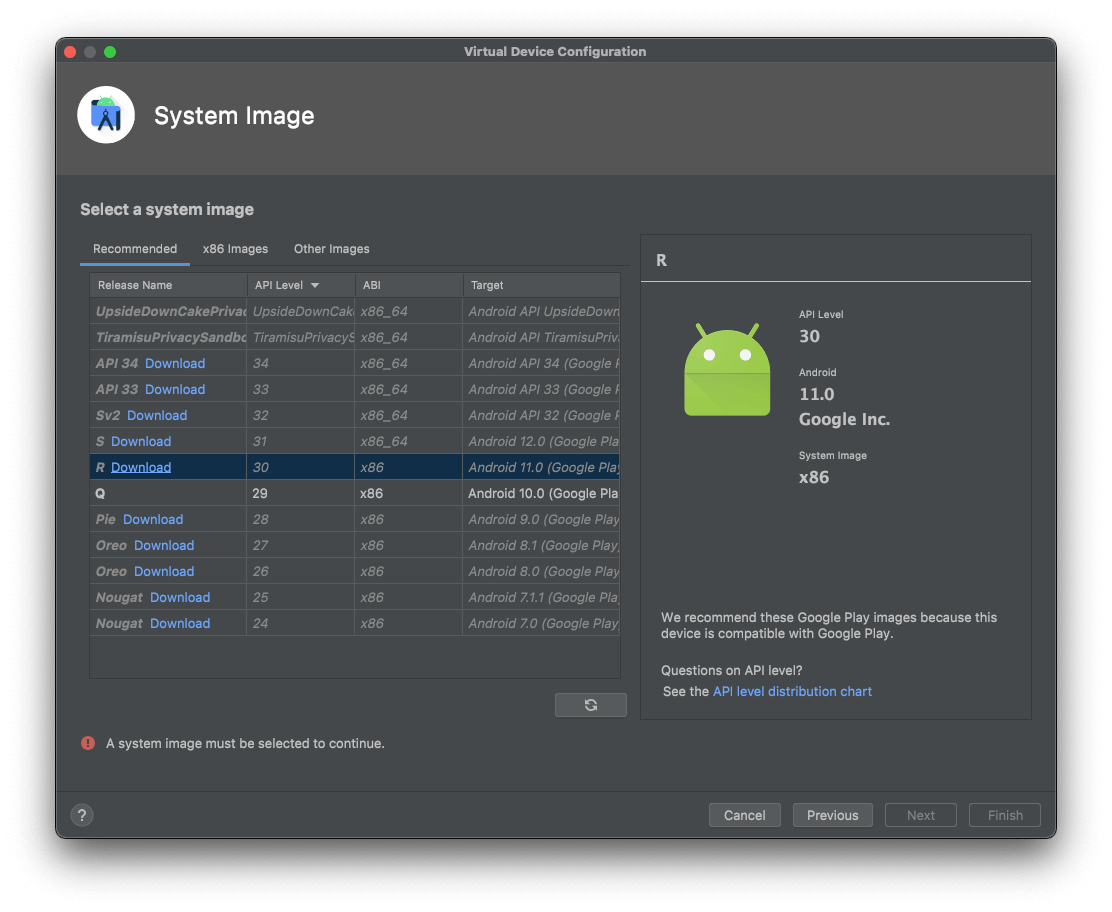 Virtual Device Configuration
System Image
Select a system image
Recommended x86 Images Other Images
Release Name API Level ABI Target
UpsideDownCakePrivac UpsideDownCak x86_64 Android API UpsideDown
TiramisuPrivacySandbo TiramisuPrivacyS x86_64 Android API TiramisuPriv
API 34 Download 34 x86_64 Android API 34 (Google P
API 33 Download 33 x86_64 Android API 33 (Google P
Sv2 Download 32 x86_64 Android API 32 (Google P
S Download 31 x86_64 Android 12.0 (Google Pla
R Download 30 x86 Android 11.0 (Google Play
Q 29 x86 Android 10.0 (Google Pla
Pie Download 28 x86 Android 9.0 (Google Play
Oreo Download 27 x86 Android 8.1 (Google Play)
Oreo Download 26 x86 Android 8.0 (Google Play
Nougat Download 25 x86 Android 7.1.1 (Google Play
Nougat Download 24 x86 Android 7.0 (Google Play)
R
API Level
30
Android
11.0
Google Inc.
System Image
x86
We recommend these Google Play images because this
device is compatible with Google Play.
Questions on API level?
See the API level distribution chart
A system image must be selected to continue.
? Cancel Previous Next Finish